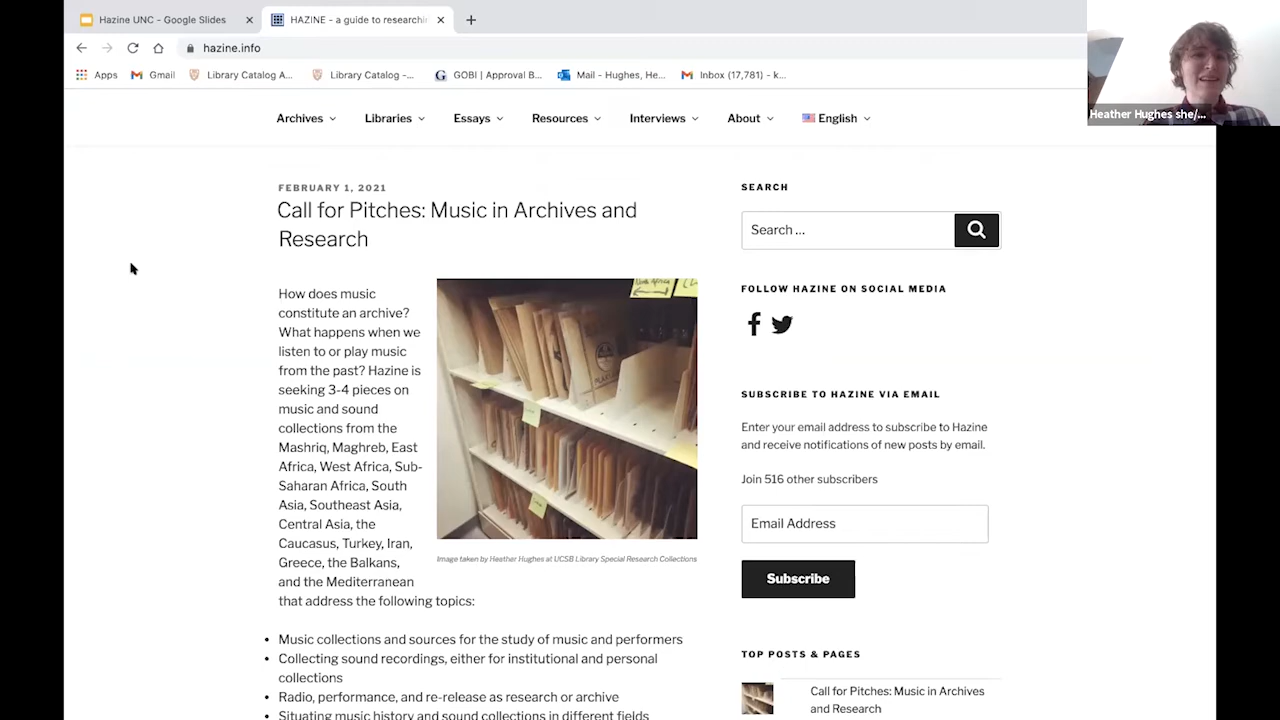 Hazine UNC - Google Slides
HAZINE - a guide to researchin
hazine.info
Apps
Gmail
Library Catalog A...
Library Catalog -...
GOBI | Approval B...
Mail - Hughes, He...
Inbox (17,781) - k...
Heather Hughes she/...
Archives
Libraries
Essays
Resources
Interviews
About
English
FEBRUARY 1, 2021
Call for Pitches: Music in Archives and
Research
How does music
constitute an archive?
What happens when we
listen to or play music
from the past? Hazine is
seeking 3-4 pieces on
music and sound
collections from the
Mashriq, Maghreb, East
Africa, West Africa, Sub-
Saharan Africa, South
Asia, Southeast Asia,
Central Asia, the
Caucasus, Turkey, Iran,
Greece, the Balkans,
and the Mediterranean
that address the following topics:
North Africa
Image taken by Heather Hughes at UCSB Library Special Research Collections
• Music collections and sources for the study of music and performers
• Collecting sound recordings, either for institutional and personal
collections
• Radio, performance, and re-release as research or archive
• Situating music history and sound collections in different fields
SEARCH
Search ...
FOLLOW HAZINE ON SOCIAL MEDIA
SUBSCRIBE TO HAZINE VIA EMAIL
Enter your email address to subscribe to Hazine
and receive notifications of new posts by email.
Join 516 other subscribers
Email Address
Subscribe
TOP POSTS & PAGES
Call for Pitches: Music in Archives
and Research